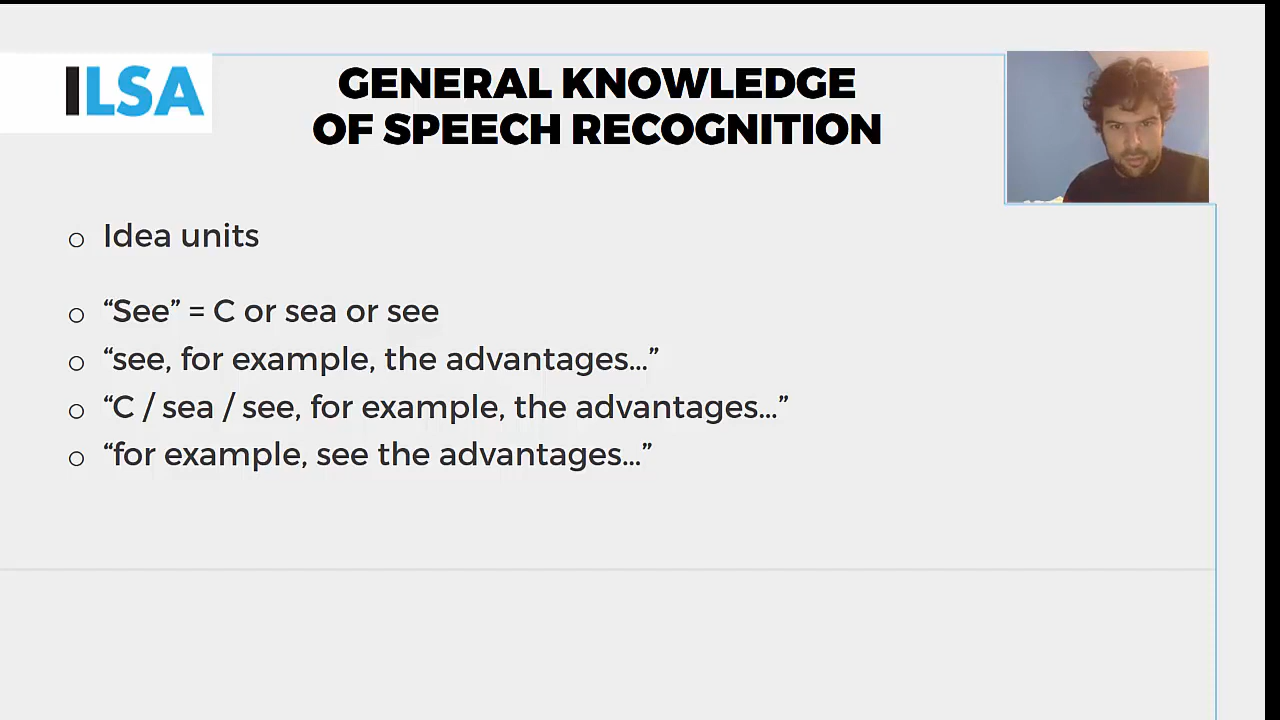 ILSA
GENERAL KNOWLEDGE
OF SPEECH RECOGNITION
o Idea units
o “See” = C or sea or see
o “see, for example, the advantages...”
o “C / sea / see, for example, the advantages...”
o “for example, see the advantages...”